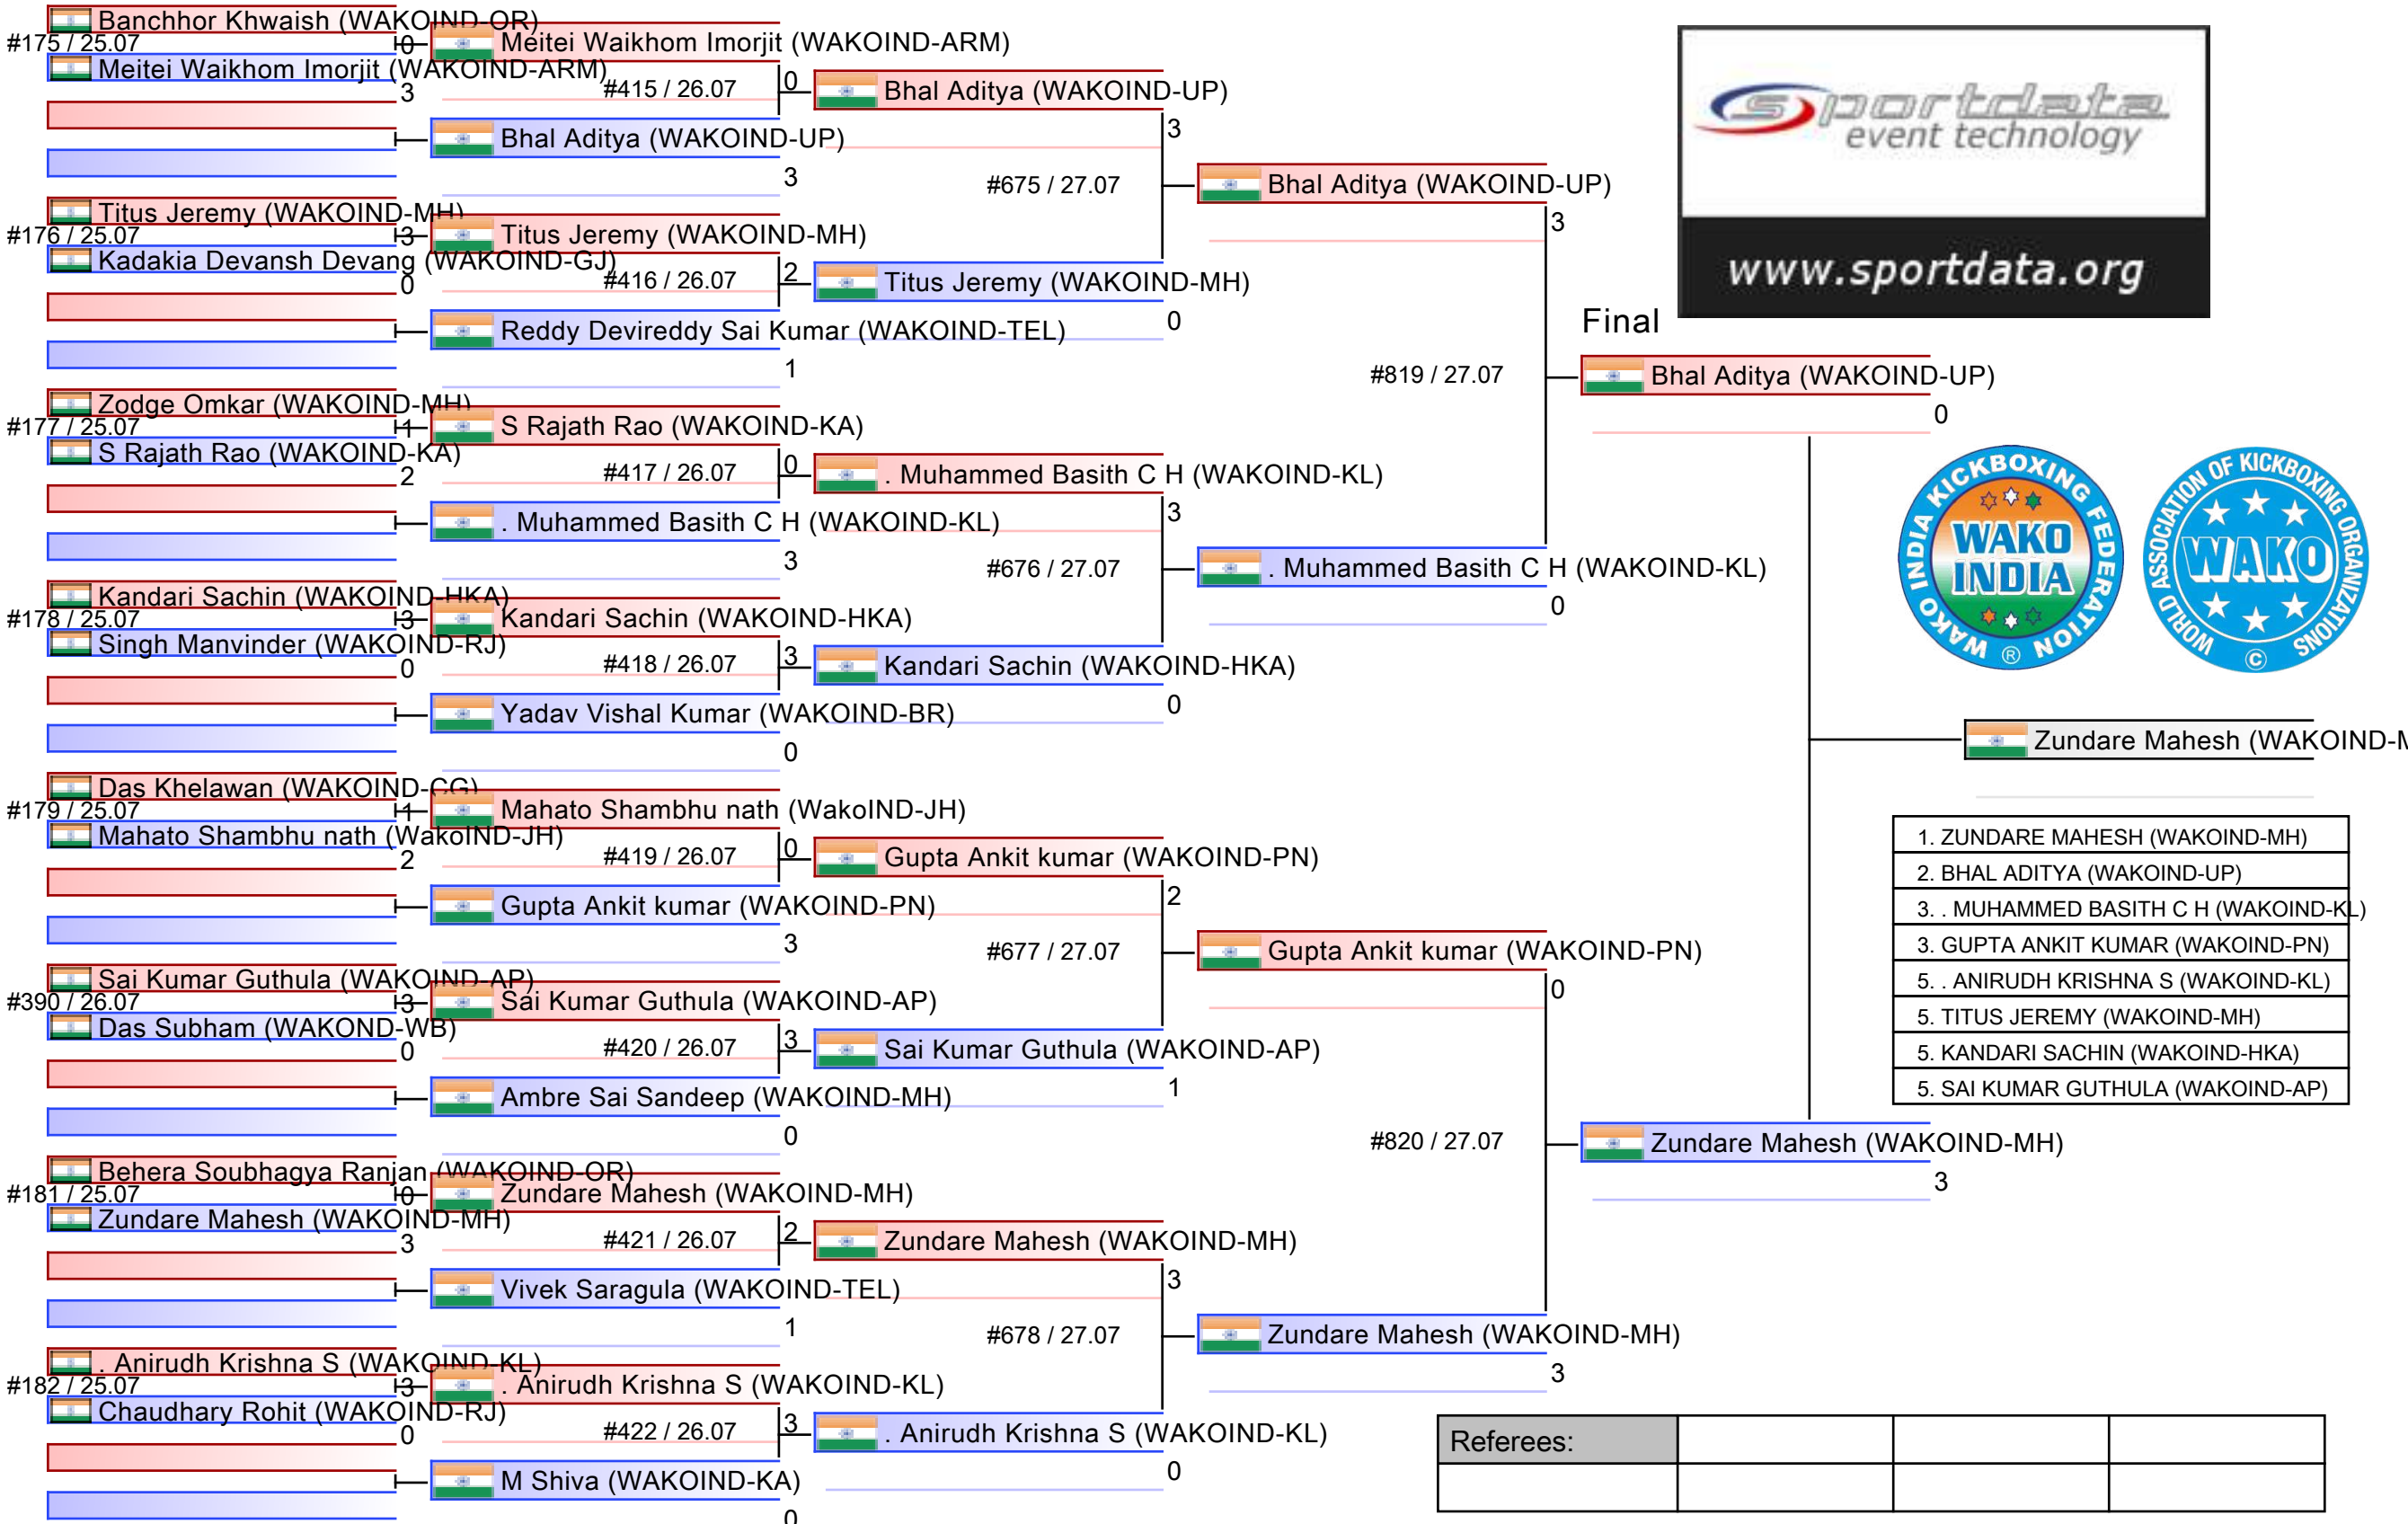 Banchhor Khwaish (WAKOIND-OR)
#175 / 25.07
0
Meitei Waikhom Imorjit (WAKOIND-ARM)
3
Titus Jeremy (WAKOIND-MH)
#176 / 25.07
3
Kadakia Devansh Devang (WAKOIND-GJ)
0
Zodge Omkar (WAKOIND-MH)
#177 / 25.07
1
S Rajath Rao (WAKOIND-KA)
2
Kandari Sachin (WAKOIND-HKA)
#178 / 25.07
3
Singh Manvinder (WAKOIND-RJ)
0
Das Khelawan (WAKOIND-CG)
#179 / 25.07
1
Mahato Shambhu nath (WakoIND-JH)
2
Sai Kumar Guthula (WAKOIND-AP)
#390 / 26.07
3
Das Subham (WAKOND-WB)
0
Behera Soubhagya Ranjan (WAKOIND-OR)
#181 / 25.07
0
Zundare Mahesh (WAKOIND-MH)
3
. Anirudh Krishna S (WAKOIND-KL)
#182 / 25.07
3
Chaudhary Rohit (WAKOIND-RJ)
0
Meitei Waikhom Imorjit (WAKOIND-ARM)
#415 / 26.07
0
Bhal Aditya (WAKOIND-UP)
3
Titus Jeremy (WAKOIND-MH)
#416 / 26.07
2
Reddy Devireddy Sai Kumar (WAKOIND-TEL)
1
S Rajath Rao (WAKOIND-KA)
#417 / 26.07
0
. Muhammed Basith C H (WAKOIND-KL)
3
Kandari Sachin (WAKOIND-HKA)
#418 / 26.07
3
Yadav Vishal Kumar (WAKOIND-BR)
0
Mahato Shambhu nath (WakoIND-JH)
#419 / 26.07
0
Gupta Ankit kumar (WAKOIND-PN)
3
Sai Kumar Guthula (WAKOIND-AP)
#420 / 26.07
3
Ambre Sai Sandeep (WAKOIND-MH)
0
Zundare Mahesh (WAKOIND-MH)
#421 / 26.07
2
Vivek Saragula (WAKOIND-TEL)
1
. Anirudh Krishna S (WAKOIND-KL)
#422 / 26.07
3
M Shiva (WAKOIND-KA)
0
Bhal Aditya (WAKOIND-UP)
3
#675 / 27.07
Titus Jeremy (WAKOIND-MH)
0
. Muhammed Basith C H (WAKOIND-KL)
3
#676 / 27.07
Kandari Sachin (WAKOIND-HKA)
0
Gupta Ankit kumar (WAKOIND-PN)
2
#677 / 27.07
Sai Kumar Guthula (WAKOIND-AP)
1
Zundare Mahesh (WAKOIND-MH)
3
#678 / 27.07
. Anirudh Krishna S (WAKOIND-KL)
0
Bhal Aditya (WAKOIND-UP)
3
#819 / 27.07
. Muhammed Basith C H (WAKOIND-KL)
0
Gupta Ankit kumar (WAKOIND-PN)
0
#820 / 27.07
Zundare Mahesh (WAKOIND-MH)
3
sportdata
event technology
www.sportdata.org
Final
Bhal Aditya (WAKOIND-UP)
0
Zundare Mahesh (WAKOIND-MH)
3
WAKO INDIA KICKBOXING FEDERATION
WAKO
INDIA
®
WORLD ASSOCIATION OF KICKBOXING ORGANIZATIONS
WAKO
©
Zundare Mahesh (WAKOIND-M
1. ZUNDARE MAHESH (WAKOIND-MH)
2. BHAL ADITYA (WAKOIND-UP)
3. . MUHAMMED BASITH C H (WAKOIND-KL)
3. GUPTA ANKIT KUMAR (WAKOIND-PN)
5. . ANIRUDH KRISHNA S (WAKOIND-KL)
5. TITUS JEREMY (WAKOIND-MH)
5. KANDARI SACHIN (WAKOIND-HKA)
5. SAI KUMAR GUTHULA (WAKOIND-AP)
Referees: